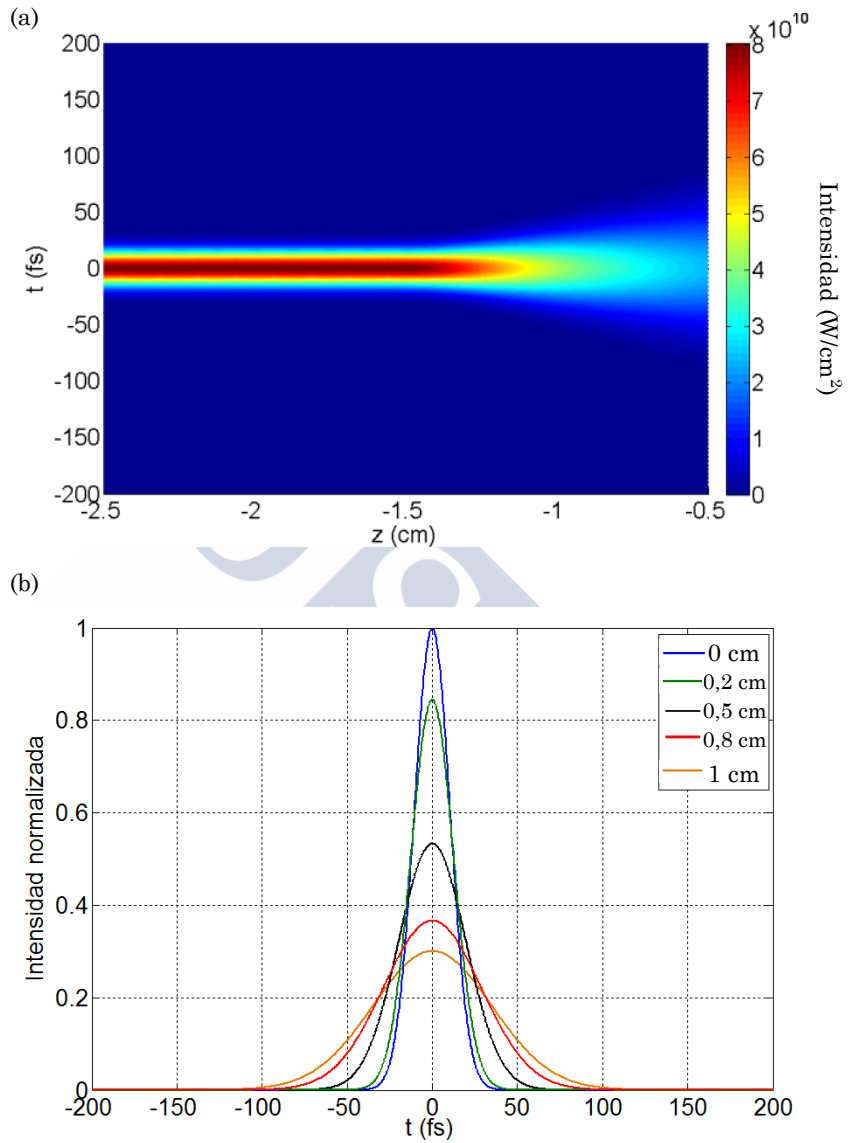 (a)
x 10^10
200
150
100
50
0
-50
-100
-150
-200
t (fs)
-2.5
-2
-1.5
-1
-0.5
z (cm)
8
7
6
5
4
3
2
1
0
Intensidad (W/cm²)
(b)
1
0.8
0.6
0.4
0.2
0
Intensidad normalizada
0 cm
0,2 cm
0,5 cm
0,8 cm
1 cm
-200
-150
-100
-50
0
50
100
150
200
t (fs)